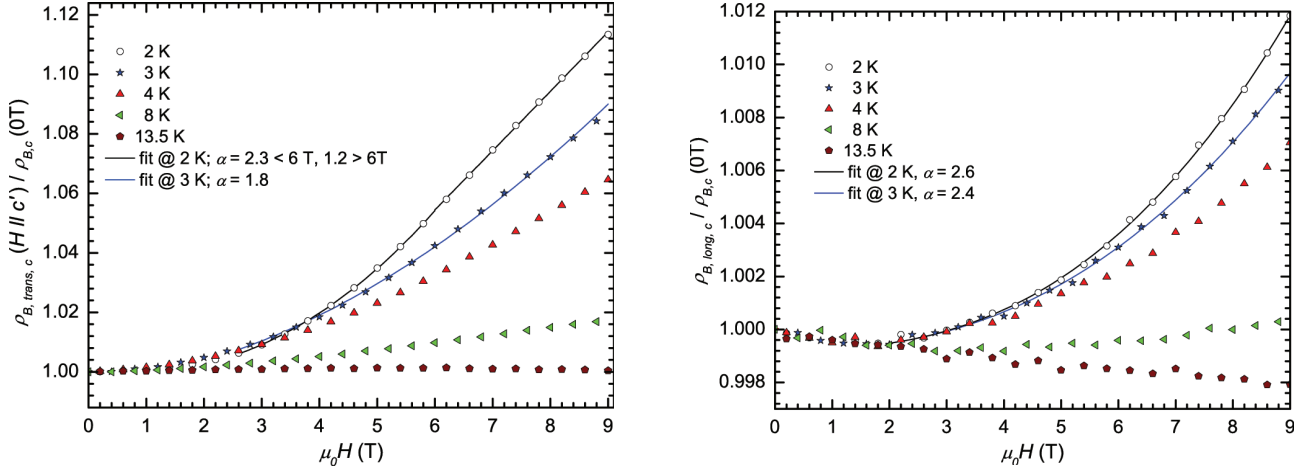 1.12
1.10
1.08
1.06
1.04
1.02
1.00
ρB, trans, c (H // c') / ρB,c (0T)
2 K
3 K
4 K
8 K
13.5 K
fit @ 2 K; α = 2.3 < 6 T, 1.2 > 6T
fit @ 3 K; α = 1.8
0 1 2 3 4 5 6 7 8 9
μ0H (T)
1.012
1.010
1.008
1.006
1.004
1.002
1.000
0.998
ρB, long, c / ρB,c (0T)
2 K
3 K
4 K
8 K
13.5 K
fit @ 2 K, α = 2.6
fit @ 3 K, α = 2.4
0 1 2 3 4 5 6 7 8 9
μ0H (T)